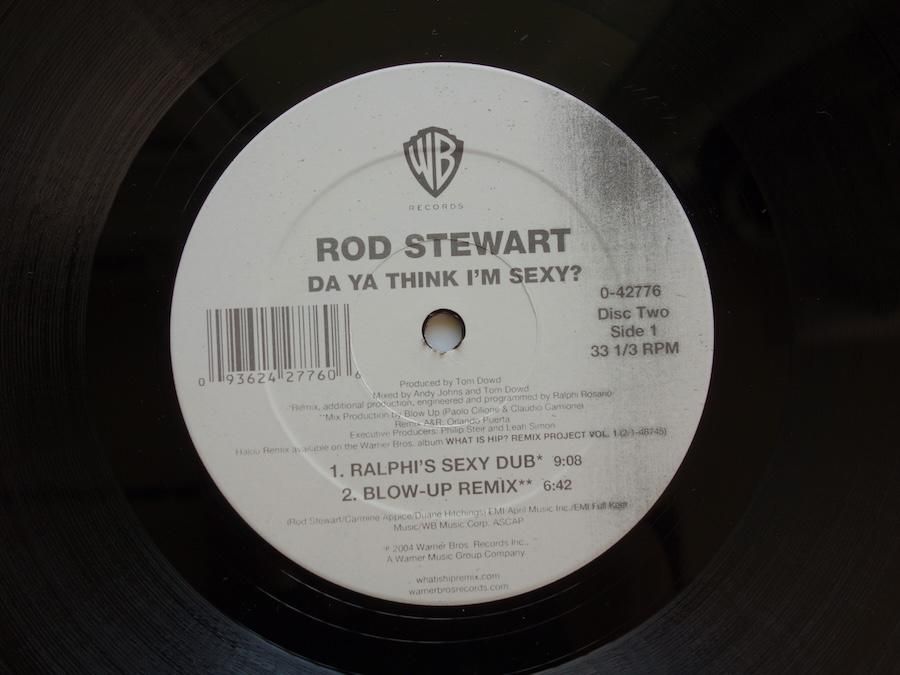 WB
RECORDS
ROD STEWART
DA YA THINK I'M SEXY?
0-42776
Disc Two
Side 1
33 1/3 RPM
0 93624 27760 6
Produced by Tom Dowd
Mixed by Andy Johns and Tom Dowd
*Remix, additional production, engineered and programmed by Ralphi Rosario
**Mix Production by Blow Up (Paolo Cilione & Claudio Camione)
Remix A&R: Orlando Puerta
Executive Producers: Philip Steir and Leah Simon
Halou Remix available on the Warner Bros. album WHAT IS HIP? REMIX PROJECT VOL. 1 (2/1-48745)
1. RALPHI'S SEXY DUB* 9:08
2. BLOW-UP REMIX** 6:42
(Rod Stewart/Carmine Appice/Duane Hitchings) EMI April Music Inc./EMI Full Keel
Music/WB Music Corp. ASCAP
℗ 2004 Warner Bros. Records Inc.,
A Warner Music Group Company.
whatishipremix.com
warnerbrosrecords.com